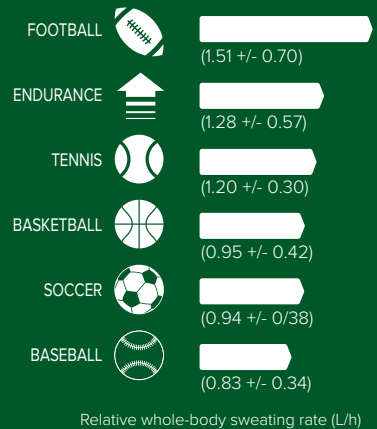 FOOTBALL
(1.51 +/- 0.70)
ENDURANCE
(1.28 +/- 0.57)
TENNIS
(1.20 +/- 0.30)
BASKETBALL
(0.95 +/- 0.42)
SOCCER
(0.94 +/- 0/38)
BASEBALL
(0.83 +/- 0.34)
Relative whole-body sweating rate (L/h)